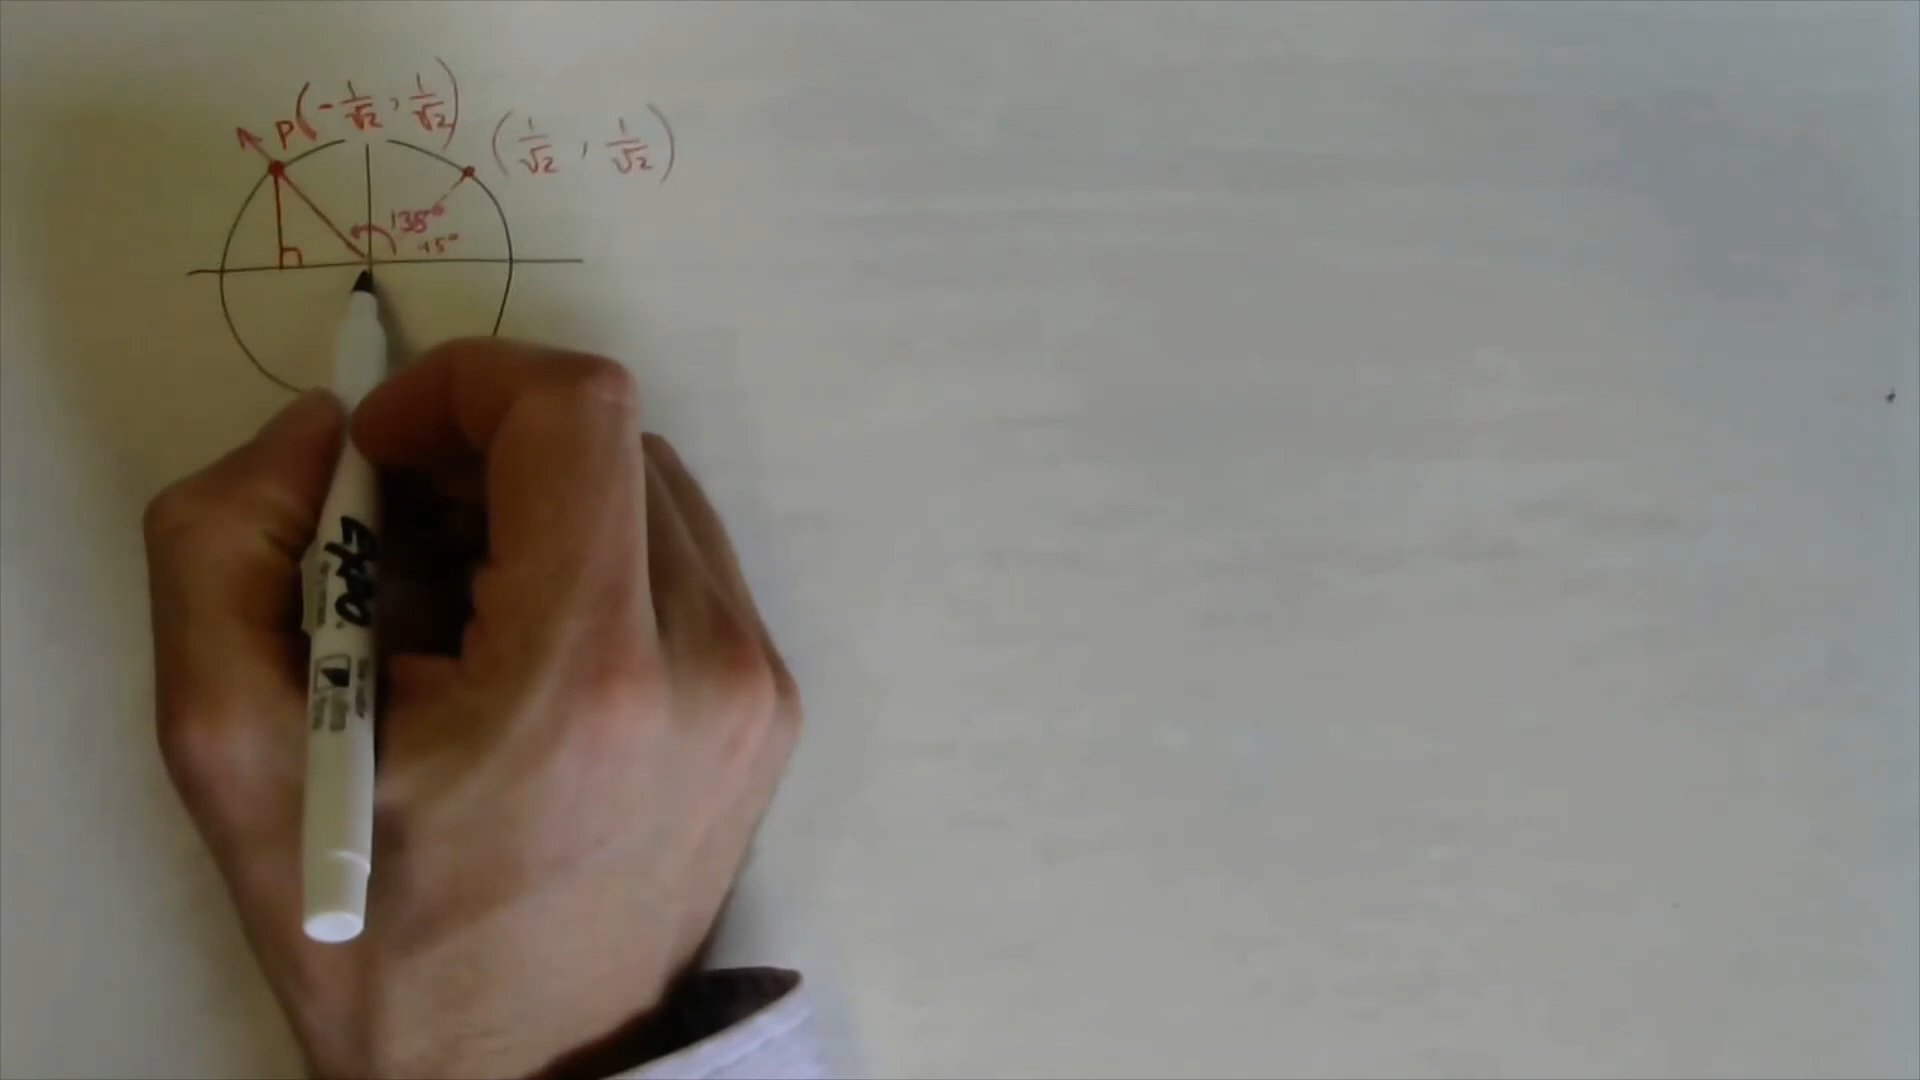 P(-1/√2, 1/√2)
(1/√2, 1/√2)
135°
45°
EXPO